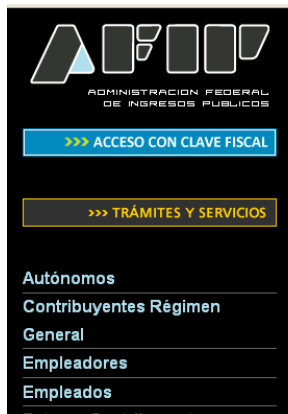 AFIP
ADMINISTRACION FEDERAL
DE INGRESOS PUBLICOS
>>> ACCESO CON CLAVE FISCAL
>>> TRÁMITES Y SERVICIOS
Autónomos
Contribuyentes Régimen
General
Empleadores
Empleados